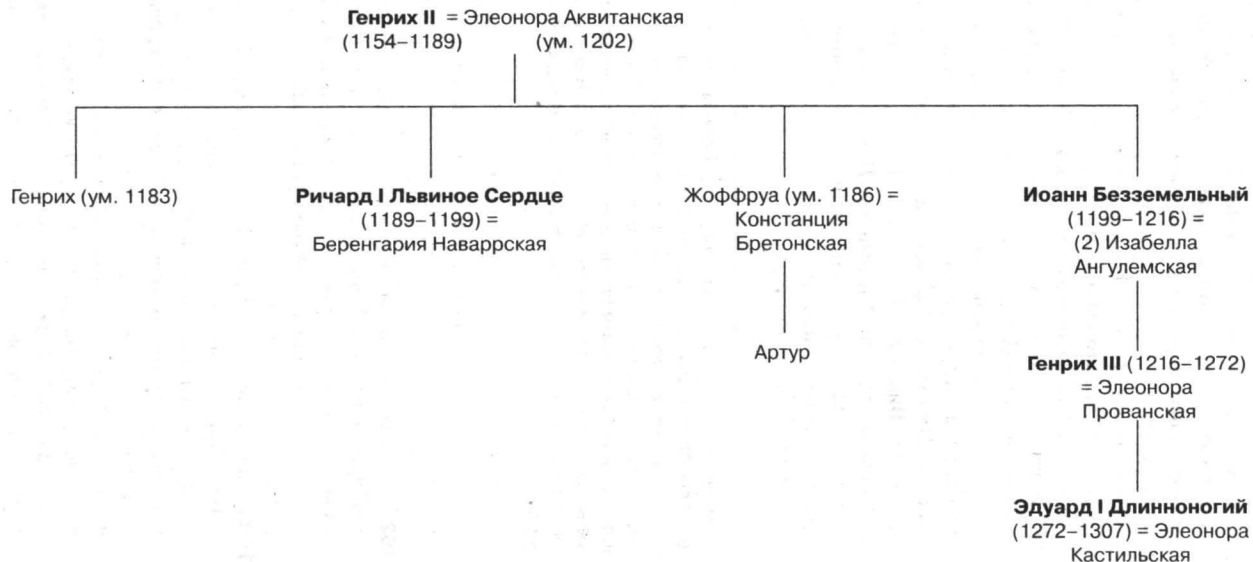 Генрих II = Элеонора Аквитанская
(1154–1189) (ум. 1202)
Генрих (ум. 1183)
Ричард I Львиное Сердце
(1189–1199) =
Беренгария Наваррская
Жоффруа (ум. 1186) =
Констанция
Бретонская
Артур
Иоанн Безземельный
(1199–1216) =
(2) Изабелла
Ангулемская
Генрих III (1216–1272)
= Элеонора
Прованская
Эдуард I Длинноногий
(1272–1307) = Элеонора
Кастильская